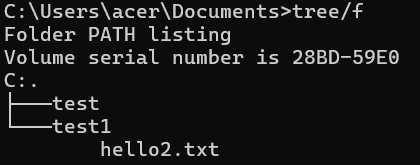 C:\Users\acer\Documents>tree/f
Folder PATH listing
Volume serial number is 28BD-59E0
C:.
├───test
└───test1
        hello2.txt